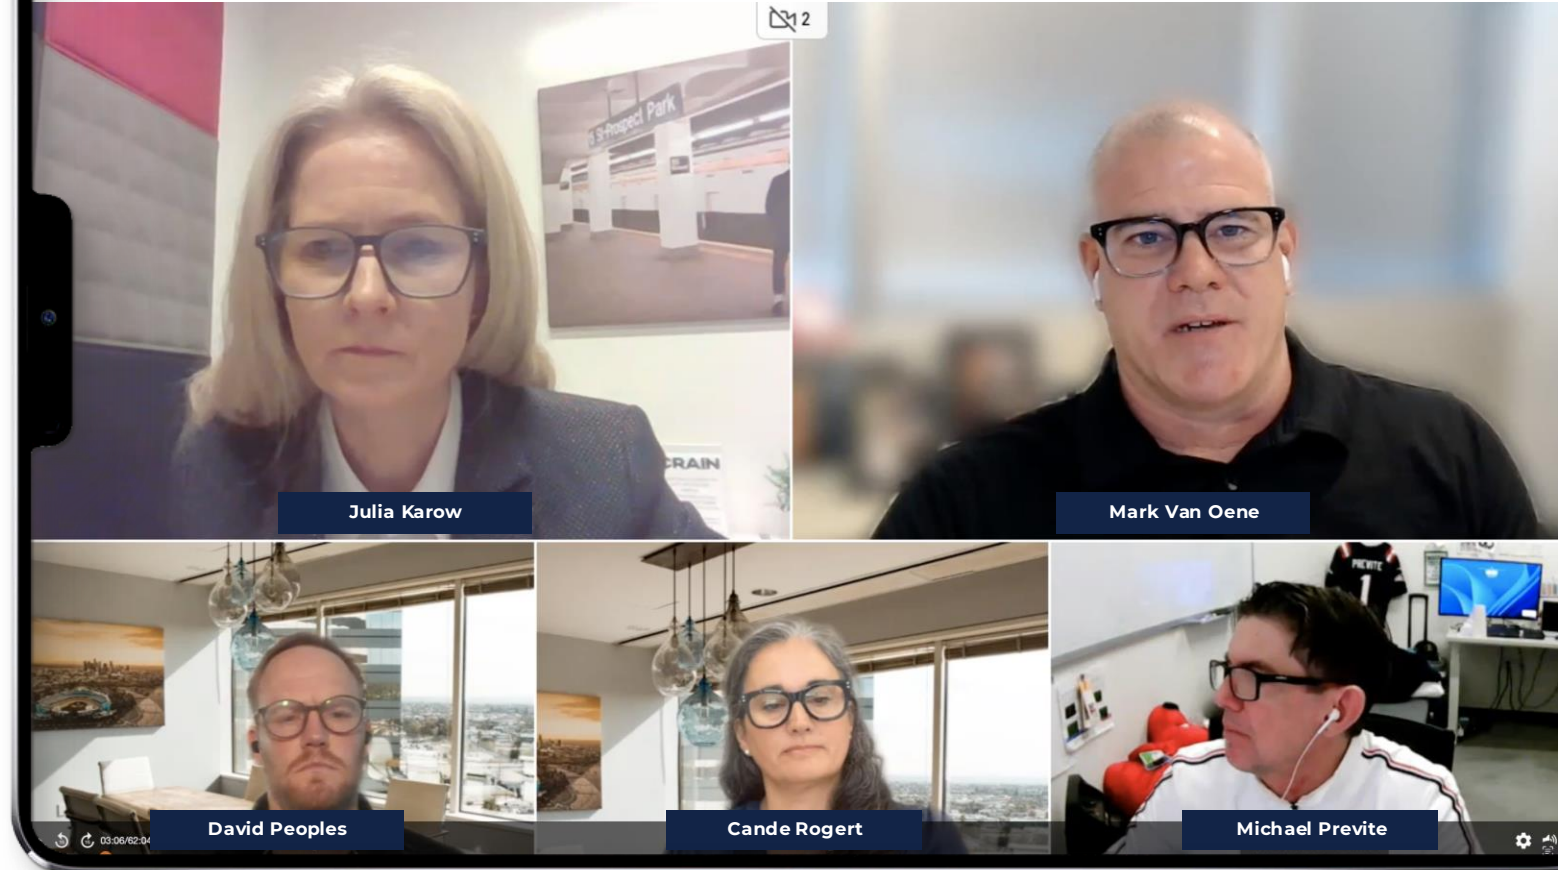 2
St-Prospect Park
CRAIN
Julia Karow
Mark Van Oene
PREVITE
1
03:06/62:04
David Peoples
Cande Rogert
Michael Previte